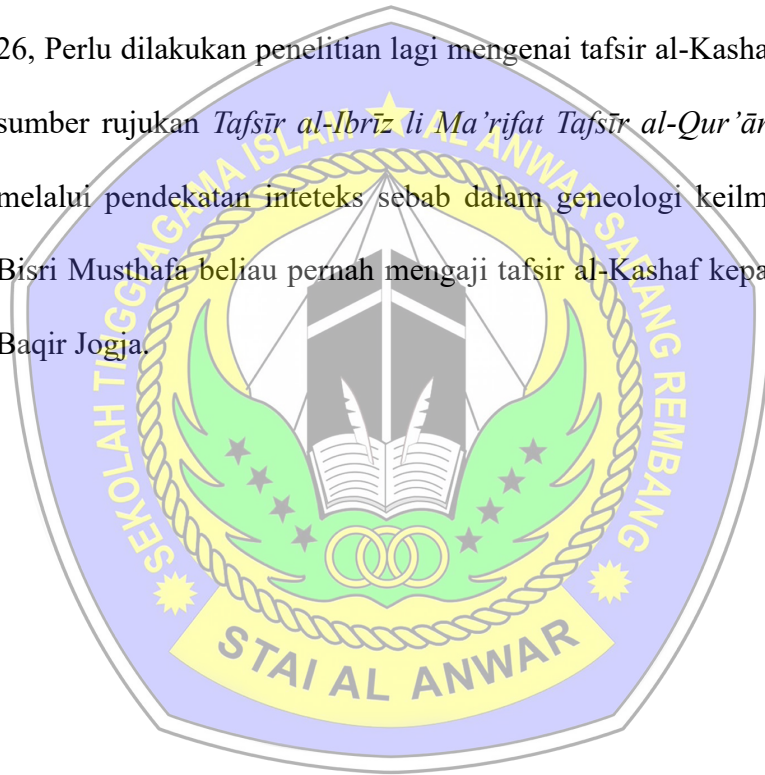 26, Perlu dilakukan penelitian lagi mengenai tafsir al-Kasha
sumber rujukan Tafsīr al-Ibrīz li Ma’rifat Tafsīr al-Qur’ān
melalui pendekatan inteteks sebab dalam geneologi keilm
Bisri Musthafa beliau pernah mengaji tafsir al-Kashaf kepa
Baqir Jogja.
SEKOLAH TINGGI AGAMA ISLAM AL ANWAR SARANG REMBANG
STAI AL ANWAR